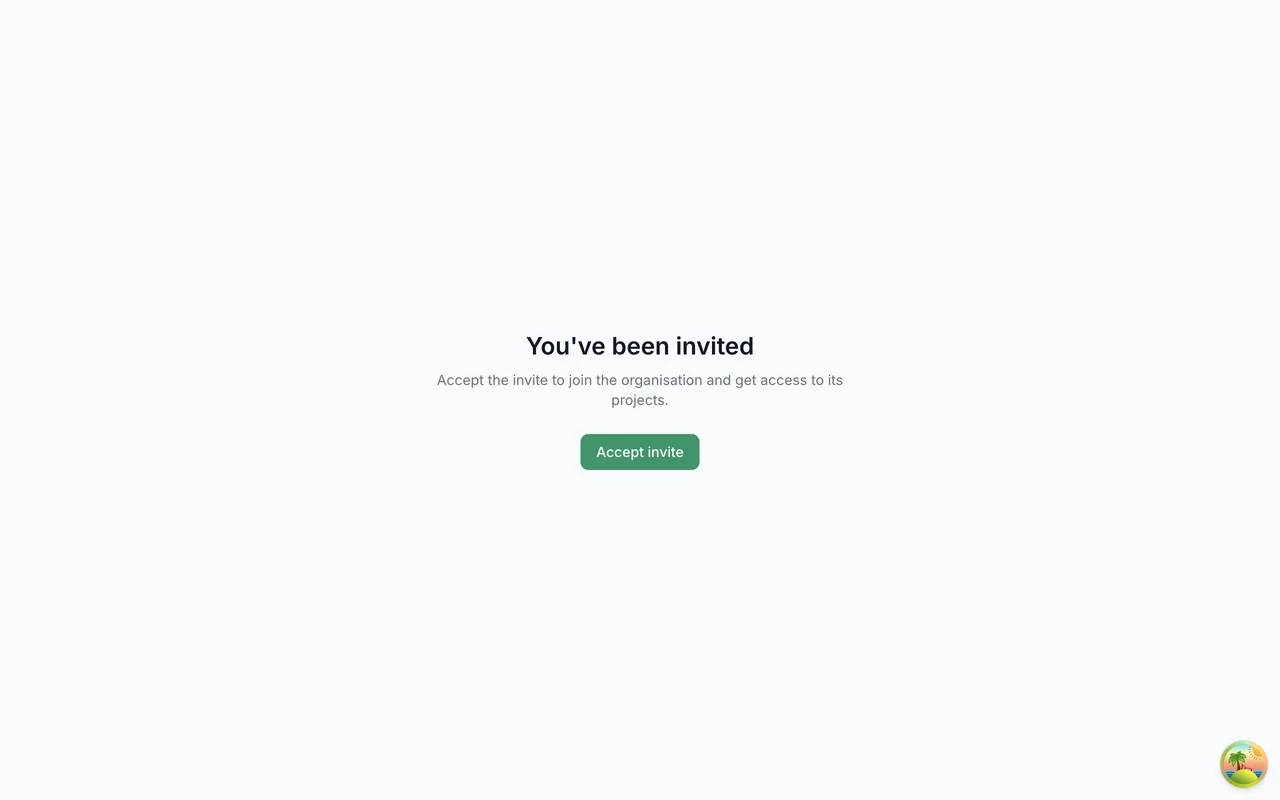 You've been invited
Accept the invite to join the organisation and get access to its
projects.
Accept invite